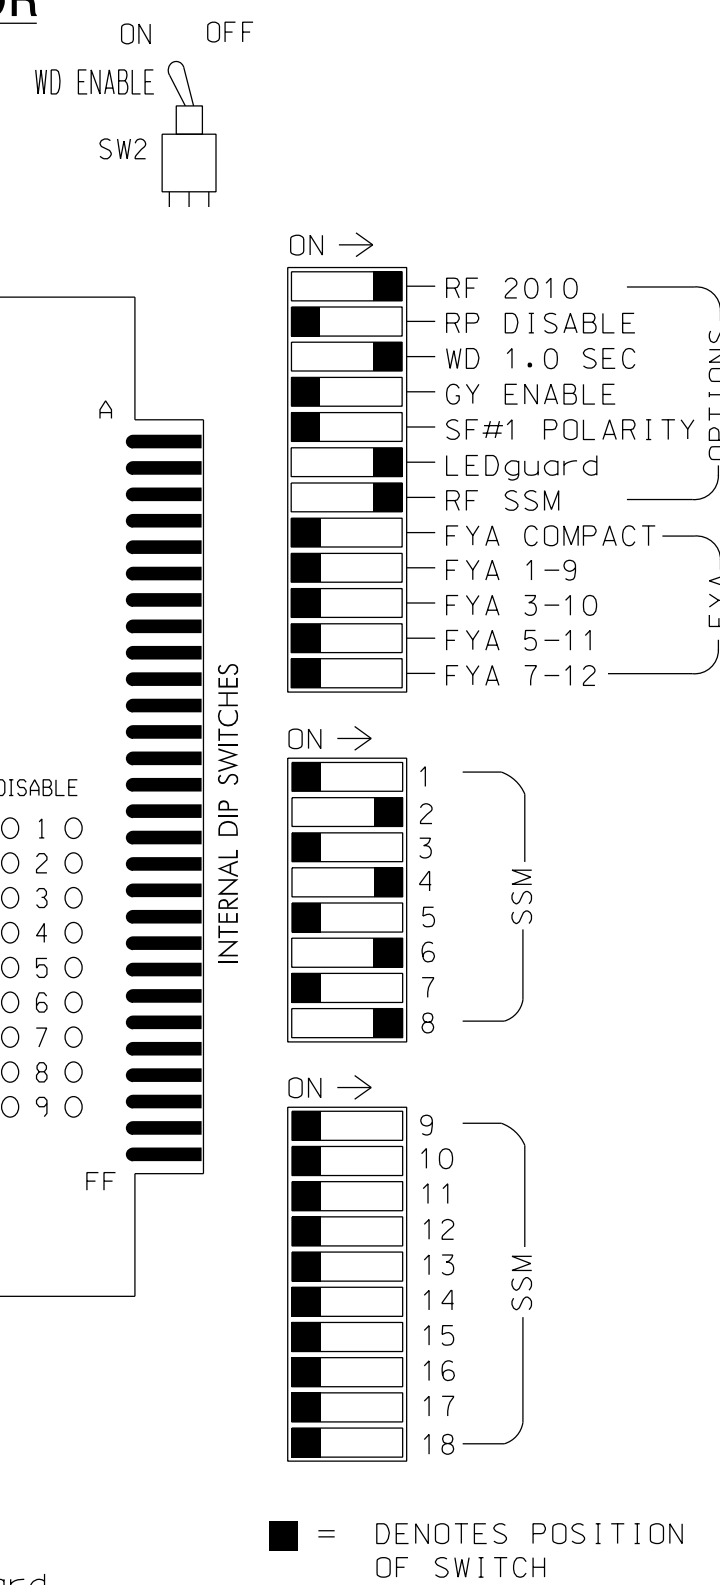 ON OFF
WD ENABLE
SW2
ON
RF 2010
RP DISABLE
WD 1.0 SEC
GY ENABLE
SF#1 POLARITY
LEDguard
RF SSM
OPTIONS
FYA COMPACT
FYA 1-9
FYA 3-10
FYA 5-11
FYA 7-12
FYA
A
FF
INTERNAL DIP SWITCHES
DISABLE
1
2
3
4
5
6
7
8
9
ON
1
2
3
4
5
6
7
8
SSM
ON
9
10
11
12
13
14
15
16
17
18
SSM
= DENOTES POSITION
OF SWITCH